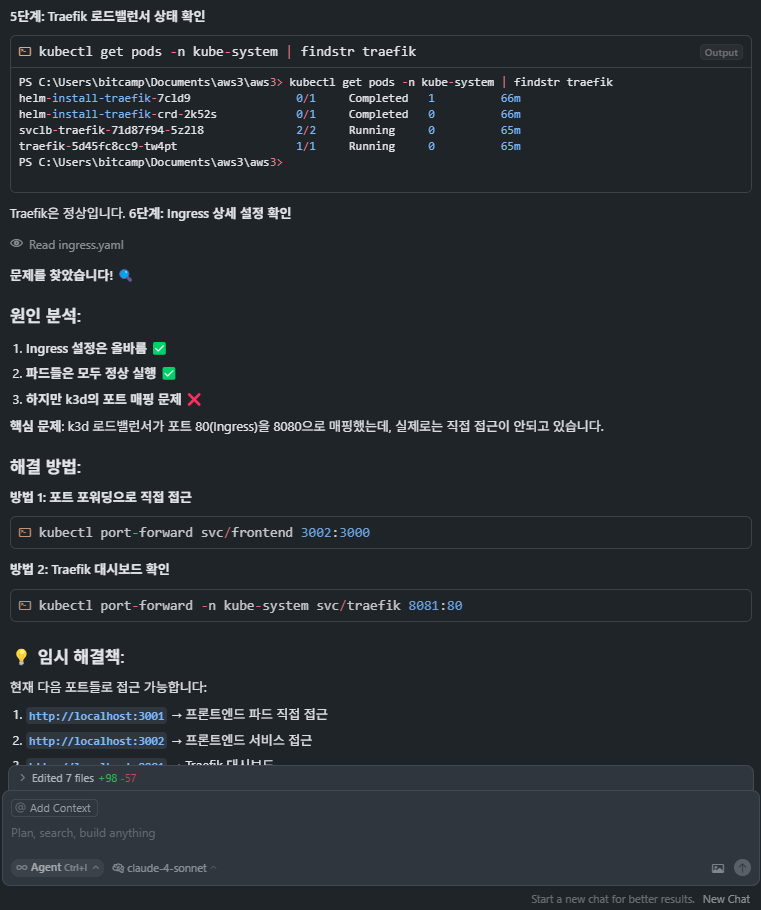 5단계: Traefik 로드밸런서 상태 확인
kubectl get pods -n kube-system | findstr traefik
Output
PS C:\Users\bitcamp\Documents\aws3\aws3> kubectl get pods -n kube-system | findstr traefik
helm-install-traefik-7cld9 0/1 Completed 1 66m
helm-install-traefik-crd-2k52s 0/1 Completed 0 66m
svclb-traefik-71d87f94-5z2l8 2/2 Running 0 65m
traefik-5d45fc8cc9-tw4pt 1/1 Running 0 65m
PS C:\Users\bitcamp\Documents\aws3\aws3>
Traefik은 정상입니다. 6단계: Ingress 상세 설정 확인
Read ingress.yaml
문제를 찾았습니다! 🔍
원인 분석:
1. Ingress 설정은 올바름 ✅
2. 파드들은 모두 정상 실행 ✅
3. 하지만 k3d의 포트 매핑 문제 ❌
핵심 문제: k3d 로드밸런서가 포트 80(Ingress)을 8080으로 매핑했는데, 실제로는 직접 접근이 안되고 있습니다.
해결 방법:
방법 1: 포트 포워딩으로 직접 접근
kubectl port-forward svc/frontend 3002:3000
방법 2: Traefik 대시보드 확인
kubectl port-forward -n kube-system svc/traefik 8081:80
💡 임시 해결책:
현재 다음 포트들로 접근 가능합니다:
1. http://localhost:3001 → 프론트엔드 파드 직접 접근
2. http://localhost:3002 → 프론트엔드 서비스 접근
3. http://localhost:8081 → Traefik 대시보드
Edited 7 files +98 -57
@ Add Context
Plan, search, build anything
∞ Agent Ctrl+I claude-4-sonnet
Start a new chat for better results. New Chat